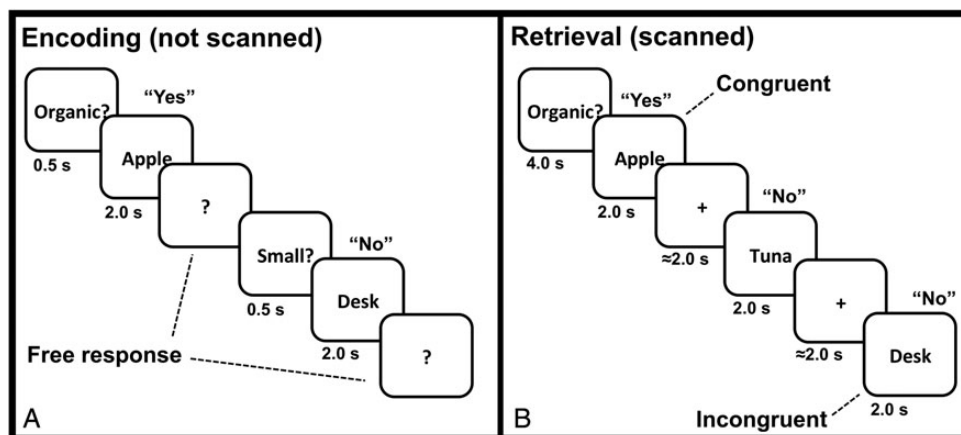 Encoding (not scanned)
Organic?
0.5 s
“Yes”
Apple
2.0 s
?
Small?
0.5 s
“No”
Desk
2.0 s
?
Free response
A
Retrieval (scanned)
Organic?
4.0 s
“Yes”
Congruent
Apple
2.0 s
+
≈2.0 s
“No”
Tuna
2.0 s
+
≈2.0 s
“No”
Desk
2.0 s
Incongruent
B